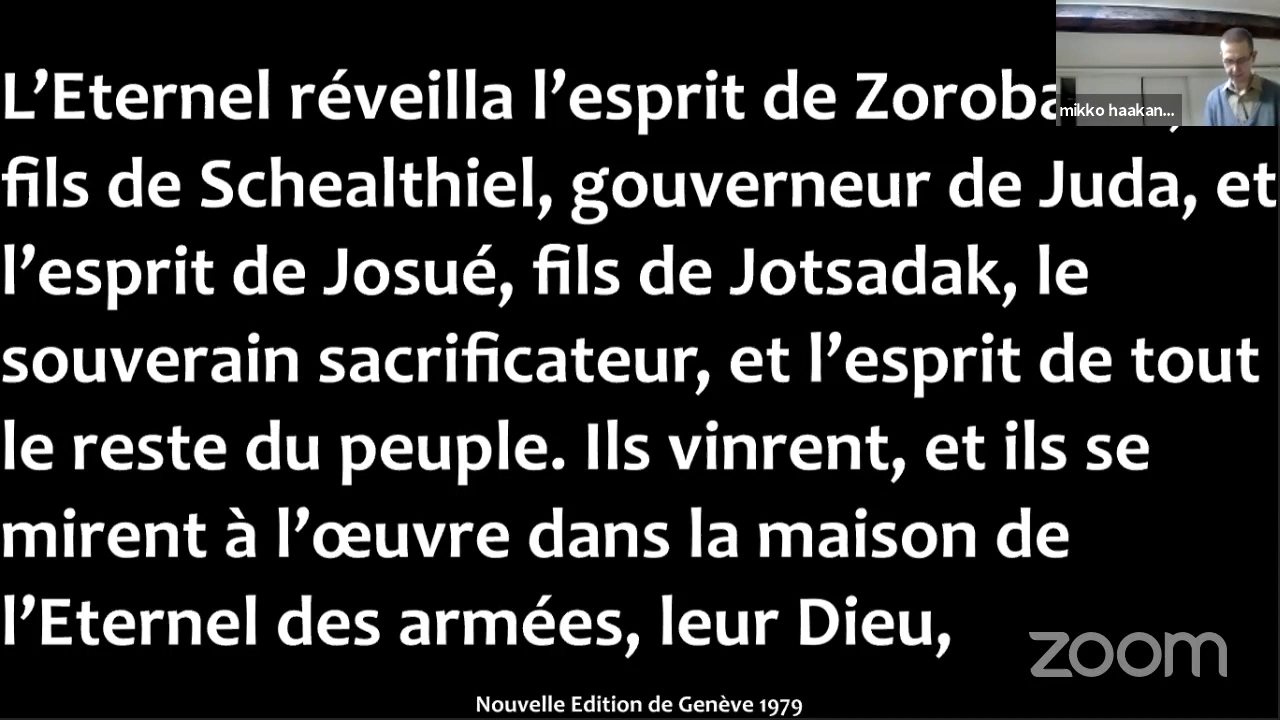 L’Eternel réveilla l’esprit de
mikko haakan...
fils de Schealthiel, gouverneur de Juda, et
l’esprit de Josué, fils de Jotsadak, le
souverain sacrificateur, et l’esprit de tout
le reste du peuple. Ils vinrent, et ils se
mirent à l’œuvre dans la maison de
l’Eternel des armées, leur Dieu,
zoom
Nouvelle Edition de Genève 1979